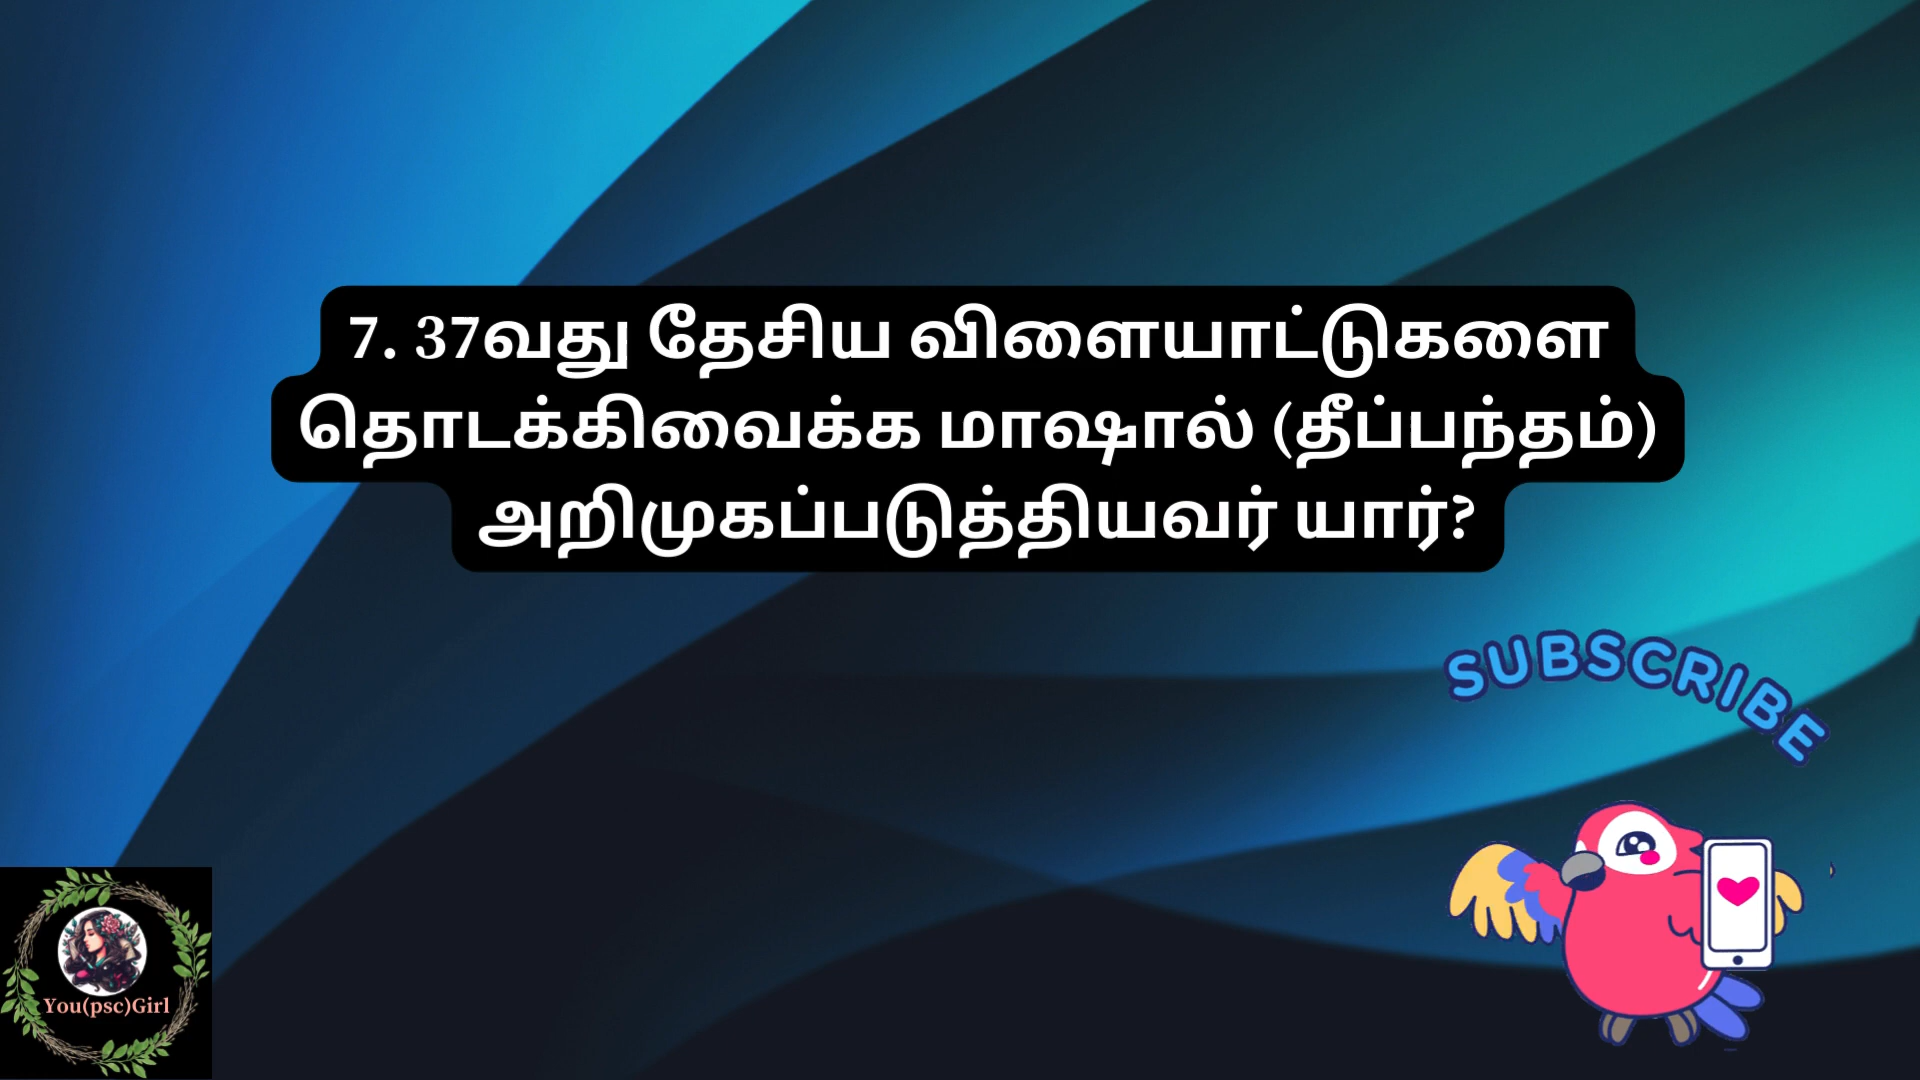 7. 37வது தேசிய விளையாட்டுகளை
தொடக்கிவைக்க மாஷால் (தீப்பந்தம்)
அறிமுகப்படுத்தியவர் யார்?
SUBSCRIBE
You(psc)Girl